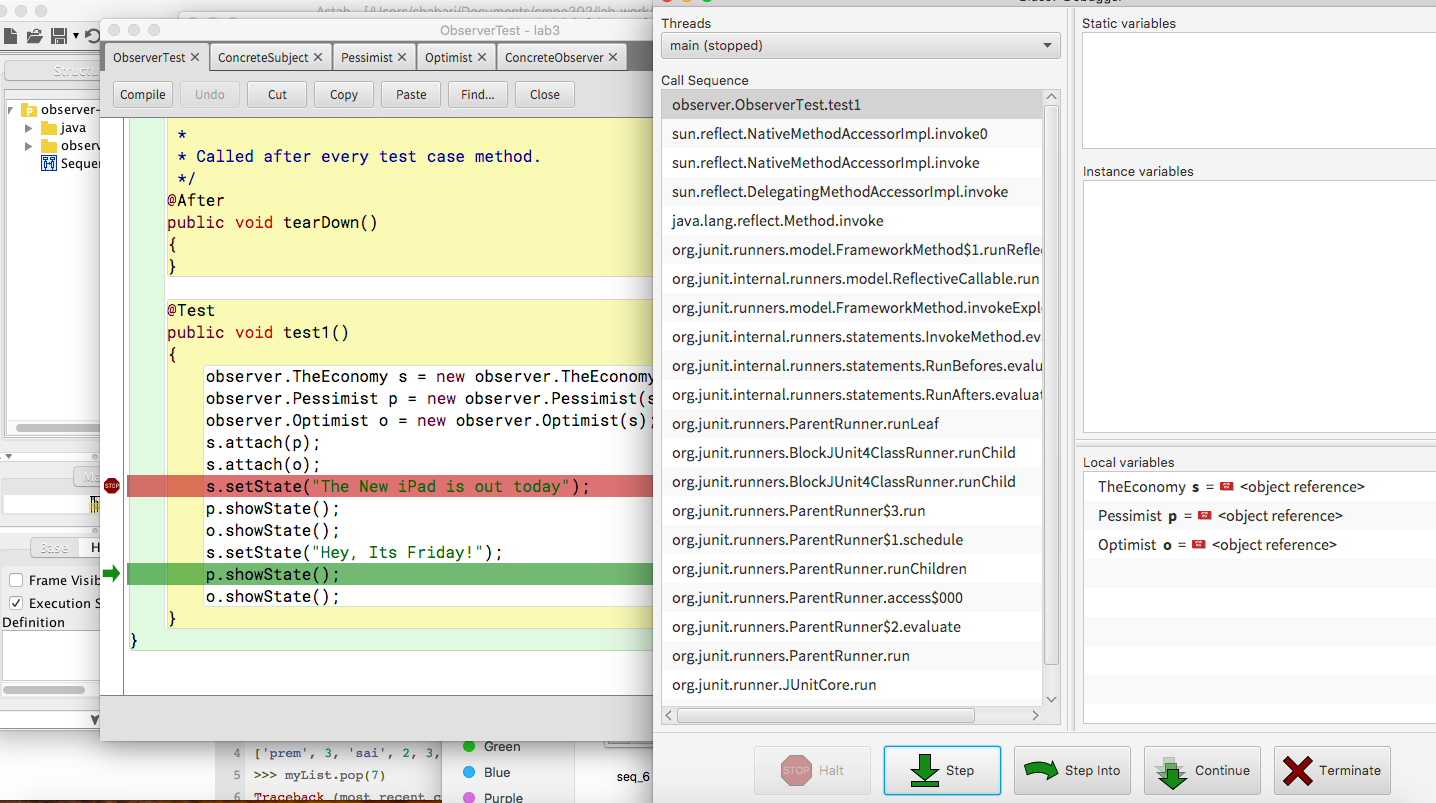 Astah - [/Users/shabari/Documents/cmpe202/lab-work/
Structu
observer-
java
observ
Sequen
Ma
Base
H
Frame Visib
Execution S
Definition
ObserverTest - lab3
ObserverTest × ConcreteSubject × Pessimist × Optimist × ConcreteObserver ×
Compile Undo Cut Copy Paste Find... Close
*
* Called after every test case method.
*/
@After
public void tearDown()
{
}
@Test
public void test1()
{
observer.TheEconomy s = new observer.TheEconomy
observer.Pessimist p = new observer.Pessimist(s
observer.Optimist o = new observer.Optimist(s);
s.attach(p);
s.attach(o);
STOP
s.setState("The New iPad is out today");
p.showState();
o.showState();
s.setState("Hey, Its Friday!");
p.showState();
o.showState();
}
}
4 ['prem', 3, 'sai', 2, 3,
5 >>> myList.pop(7)
6 Traceback (most recent c
Green
Blue
Purple
seq_6
Threads
main (stopped)
Call Sequence
observer.ObserverTest.test1
sun.reflect.NativeMethodAccessorImpl.invoke0
sun.reflect.NativeMethodAccessorImpl.invoke
sun.reflect.DelegatingMethodAccessorImpl.invoke
java.lang.reflect.Method.invoke
org.junit.runners.model.FrameworkMethod$1.runRefle
org.junit.internal.runners.model.ReflectiveCallable.run
org.junit.runners.model.FrameworkMethod.invokeExpl
org.junit.internal.runners.statements.InvokeMethod.ev
org.junit.internal.runners.statements.RunBefores.evalu
org.junit.internal.runners.statements.RunAfters.evaluat
org.junit.runners.ParentRunner.runLeaf
org.junit.runners.BlockJUnit4ClassRunner.runChild
org.junit.runners.BlockJUnit4ClassRunner.runChild
org.junit.runners.ParentRunner$3.run
org.junit.runners.ParentRunner$1.schedule
org.junit.runners.ParentRunner.runChildren
org.junit.runners.ParentRunner.access$000
org.junit.runners.ParentRunner$2.evaluate
org.junit.runners.ParentRunner.run
org.junit.runner.JUnitCore.run
Static variables
Instance variables
Local variables
TheEconomy s = <object reference>
Pessimist p = <object reference>
Optimist o = <object reference>
STOP Halt Step Step Into Continue Terminate